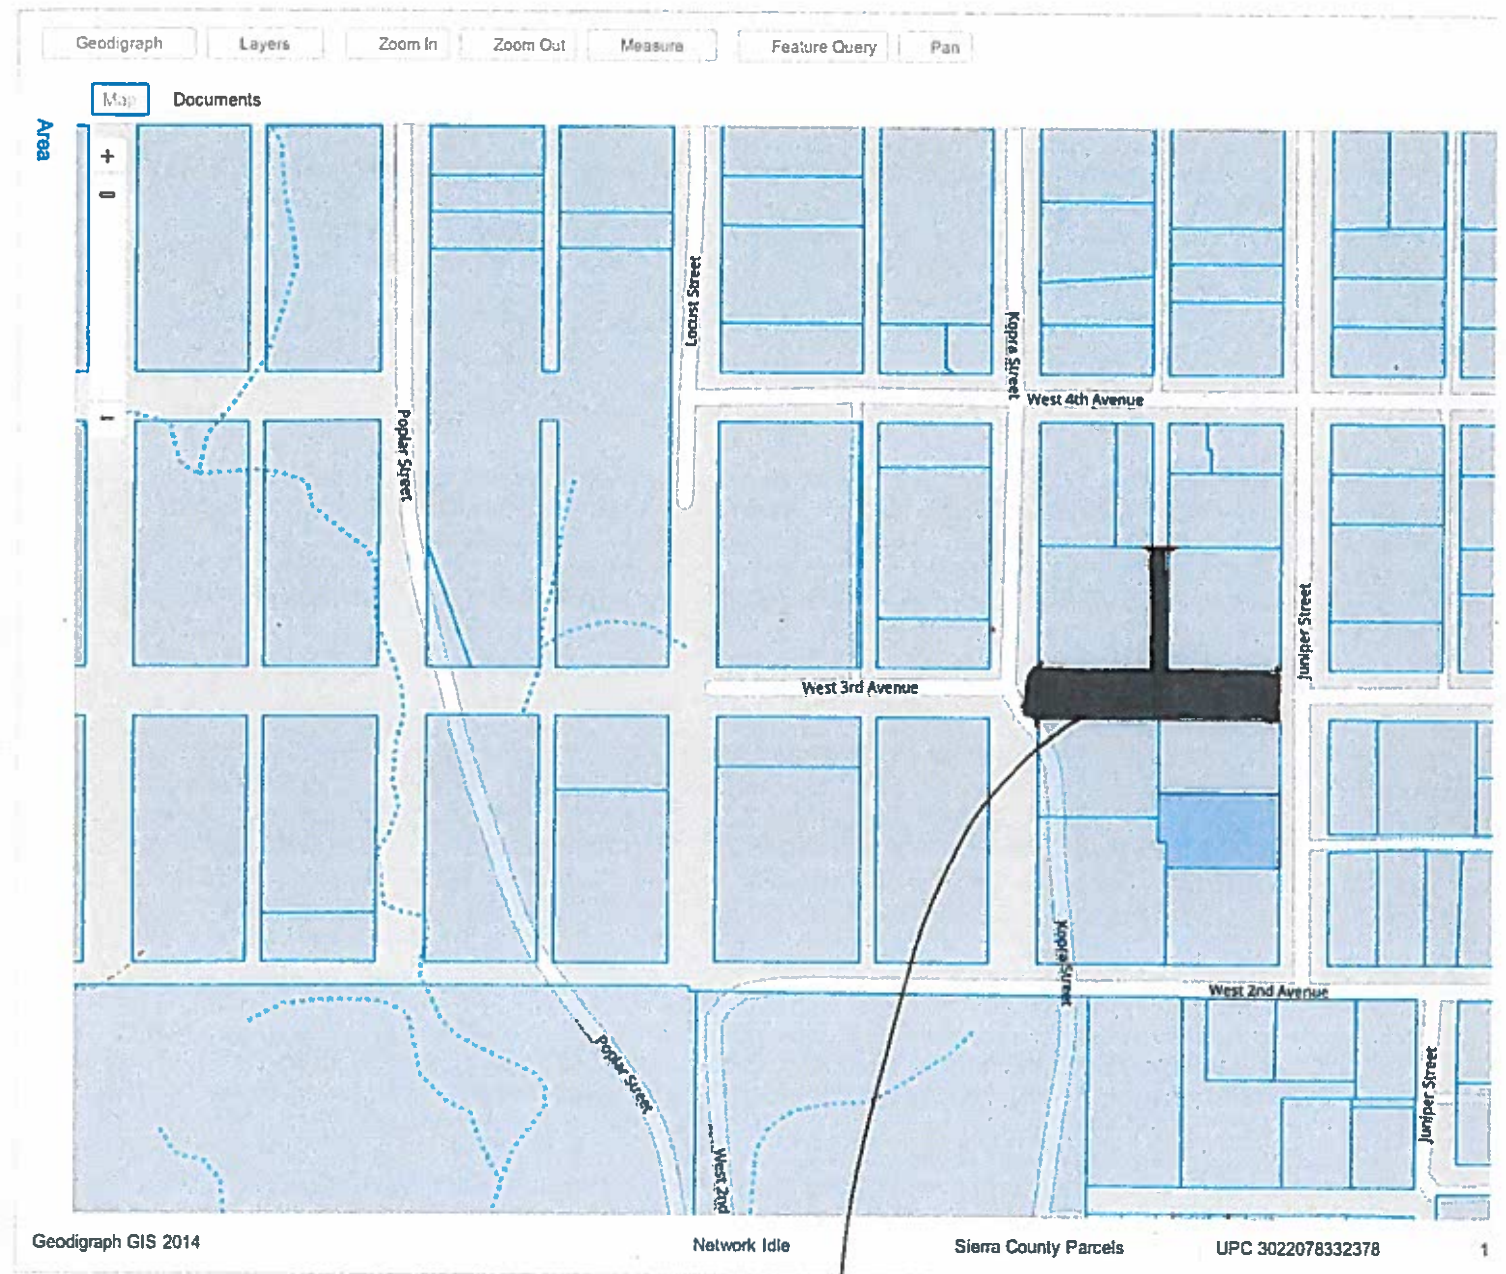 Geodigraph Layers Zoom In Zoom Out Measure Feature Query Pan
Map Documents
Area
+
Locust Street
Kopra Street
West 4th Avenue
Poplar Street
Juniper Street
West 3rd Avenue
Kopra Street
West 2nd Avenue
Poplar Street
Juniper Street
West 2nd
Geodigraph GIS 2014 Network Idle Sierra County Parcels UPC 3022078332378 1